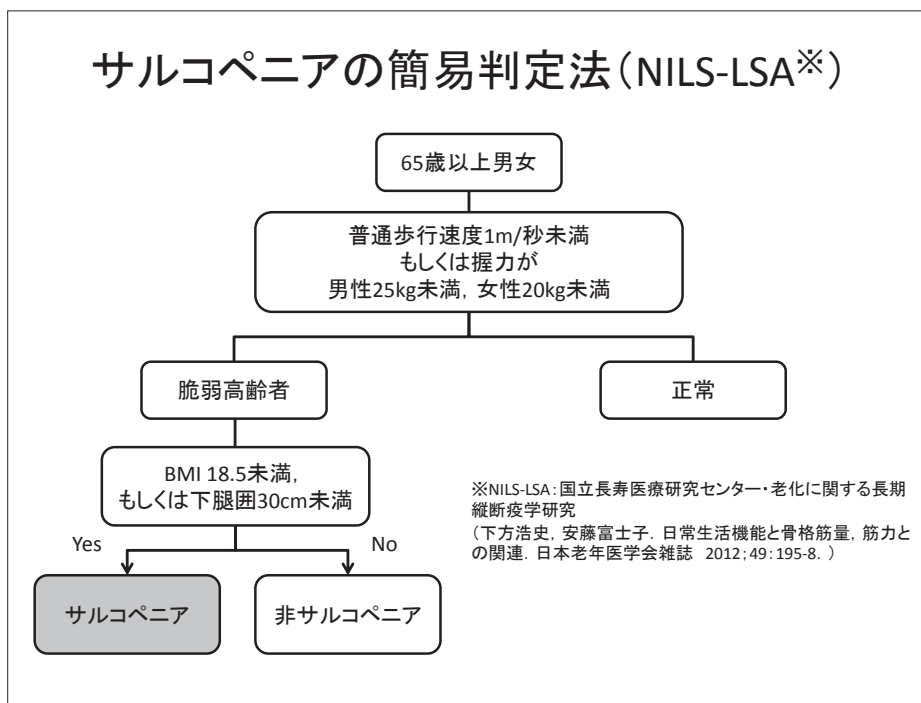 サルコペニアの簡易判定法（NILS-LSA※）
65歳以上男女
普通歩行速度1m/秒未満
もしくは握力が
男性25kg未満，女性20kg未満
脆弱高齢者
正常
BMI 18.5未満，
もしくは下腿囲30cm未満
Yes
No
サルコペニア
非サルコペニア
※NILS-LSA：国立長寿医療研究センター・老化に関する長期
縦断疫学研究
（下方浩史，安藤富士子．日常生活機能と骨格筋量，筋力と
の関連．日本老年医学会雑誌　2012；49：195-8．）